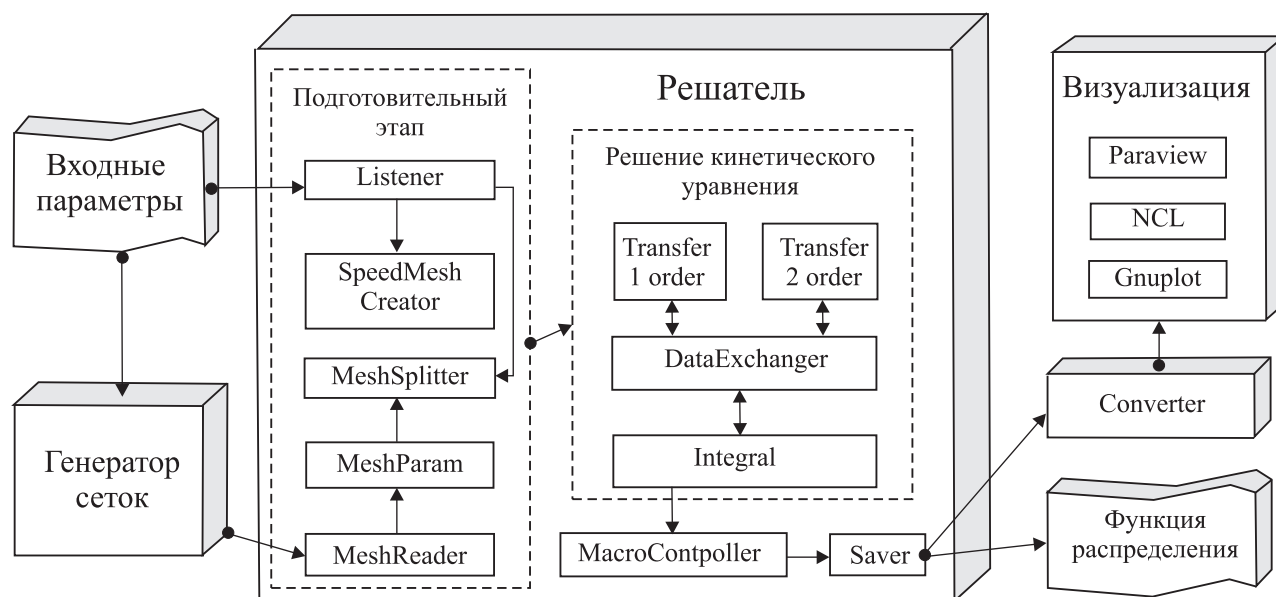 Входные
параметры
Генератор
сеток
Решатель
Подготовительный
этап
Listener
SpeedMesh
Creator
MeshSplitter
MeshParam
MeshReader
Решение кинетического
уравнения
Transfer
1 order
Transfer
2 order
DataExchanger
Integral
MacroContpoller
Saver
Визуализация
Paraview
NCL
Gnuplot
Converter
Функция
распределения